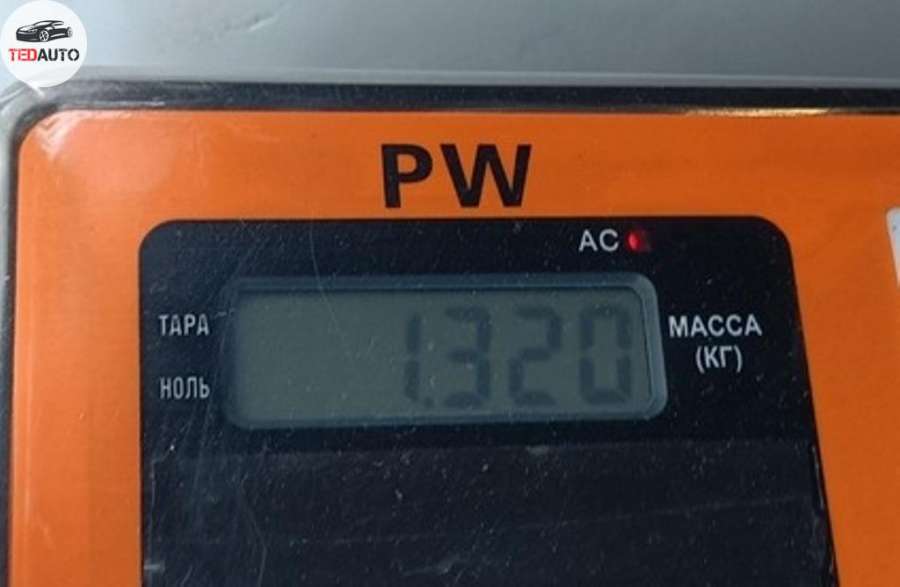 TEDAUTO
PW
AC
ТАРА
НОЛЬ
1.320
МАССА
(КГ)